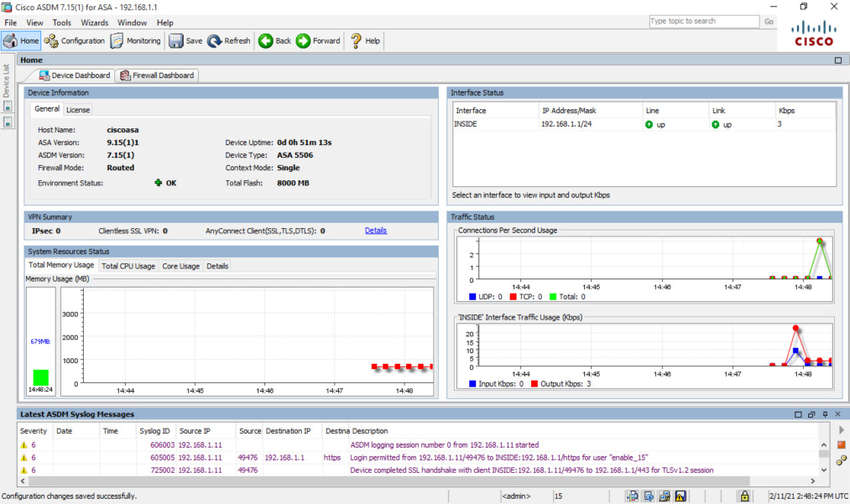 Cisco ASDM 7.15(1) for ASA - 192.168.1.1
File View Tools Wizards Window Help
Type topic to search Go
Home Configuration Monitoring Save Refresh Back Forward Help
CISCO
Device List
Home
Device Dashboard Firewall Dashboard
Device Information
General License
Host Name: ciscoasa
ASA Version: 9.15(1)1 Device Uptime: 0d 0h 51m 13s
ASDM Version: 7.15(1) Device Type: ASA 5506
Firewall Mode: Routed Context Mode: Single
Environment Status: OK Total Flash: 8000 MB
Interface Status
Interface IP Address/Mask Line Link Kbps
INSIDE 192.168.1.1/24 up up 3
Select an interface to view input and output Kbps
VPN Summary
IPsec 0 Clientless SSL VPN: 0 AnyConnect Client(SSL,TLS,DTLS): 0 Details
System Resources Status
Total Memory Usage Total CPU Usage Core Usage Details
Memory Usage (MB)
679MB
14:48:24
3000
2000
1000
0
14:44 14:45 14:46 14:47 14:48
Traffic Status
Connections Per Second Usage
2
1
0
14:44 14:45 14:46 14:47 14:48
UDP: 0 TCP: 0 Total: 0
'INSIDE' Interface Traffic Usage (Kbps)
20
15
10
5
0
14:44 14:45 14:46 14:47 14:48
Input Kbps: 0 Output Kbps: 3
Latest ASDM Syslog Messages
Severity Date Time Syslog ID Source IP Source Destination IP Destina Description
6 606003 192.168.1.11 ASDM logging session number 0 from 192.168.1.11 started
6 605005 192.168.1.11 49476 192.168.1.1 https Login permitted from 192.168.1.11/49476 to INSIDE:192.168.1.1/https for user "enable_15"
6 725002 192.168.1.11 49476 Device completed SSL handshake with client INSIDE:192.168.1.11/49476 to 192.168.1.1/443 for TLSv1.2 session
Configuration changes saved successfully. <admin> 15 2/11/21 2:48:24 PM UTC